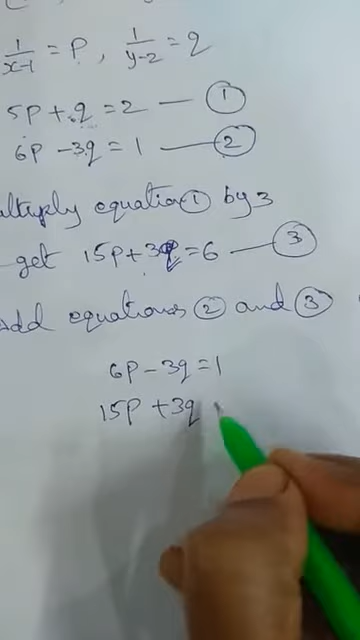 1/x-1 = P, 1/y-2 = q
5P + q = 2 — ①
6P - 3q = 1 — ②
ultiply equation ① by 3
get 15P + 3q = 6 — ③
Add equations ② and ③
6P - 3q = 1
15P + 3q